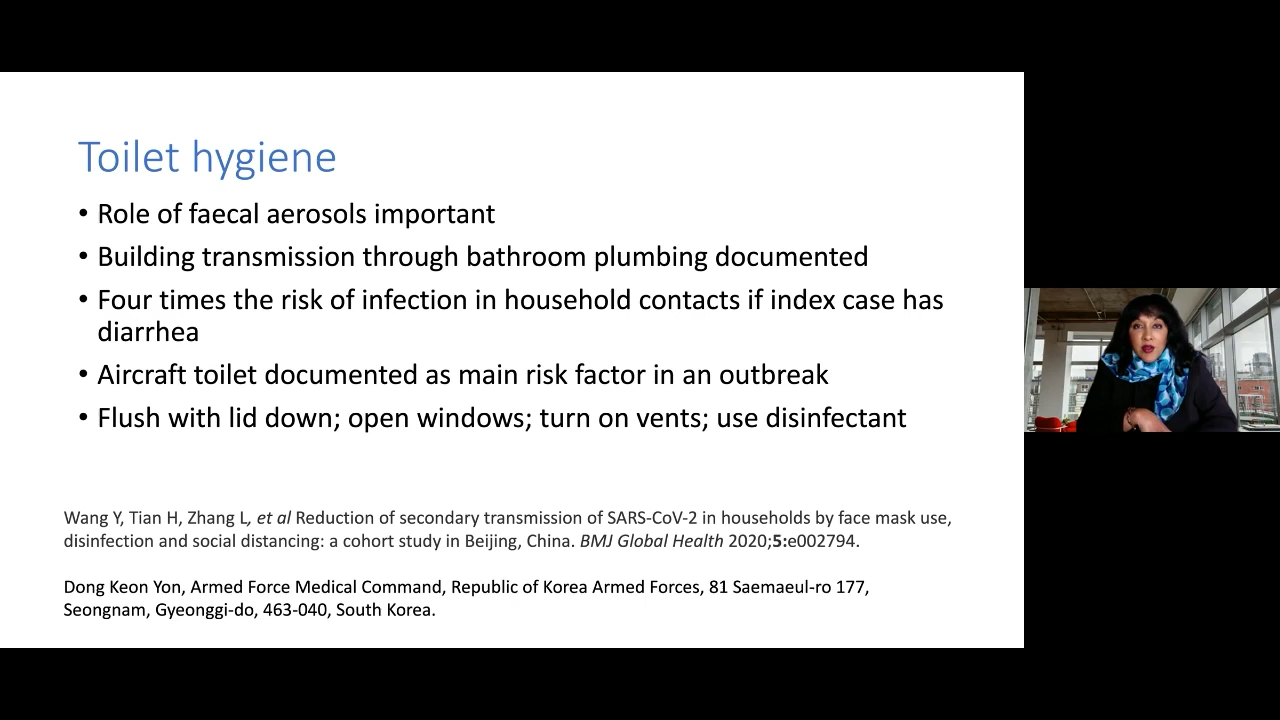 Toilet hygiene
• Role of faecal aerosols important
• Building transmission through bathroom plumbing documented
• Four times the risk of infection in household contacts if index case has
diarrhea
• Aircraft toilet documented as main risk factor in an outbreak
• Flush with lid down; open windows; turn on vents; use disinfectant
Wang Y, Tian H, Zhang L, et al Reduction of secondary transmission of SARS-CoV-2 in households by face mask use,
disinfection and social distancing: a cohort study in Beijing, China. BMJ Global Health 2020;5:e002794.
Dong Keon Yon, Armed Force Medical Command, Republic of Korea Armed Forces, 81 Saemaeul-ro 177,
Seongnam, Gyeonggi-do, 463-040, South Korea.